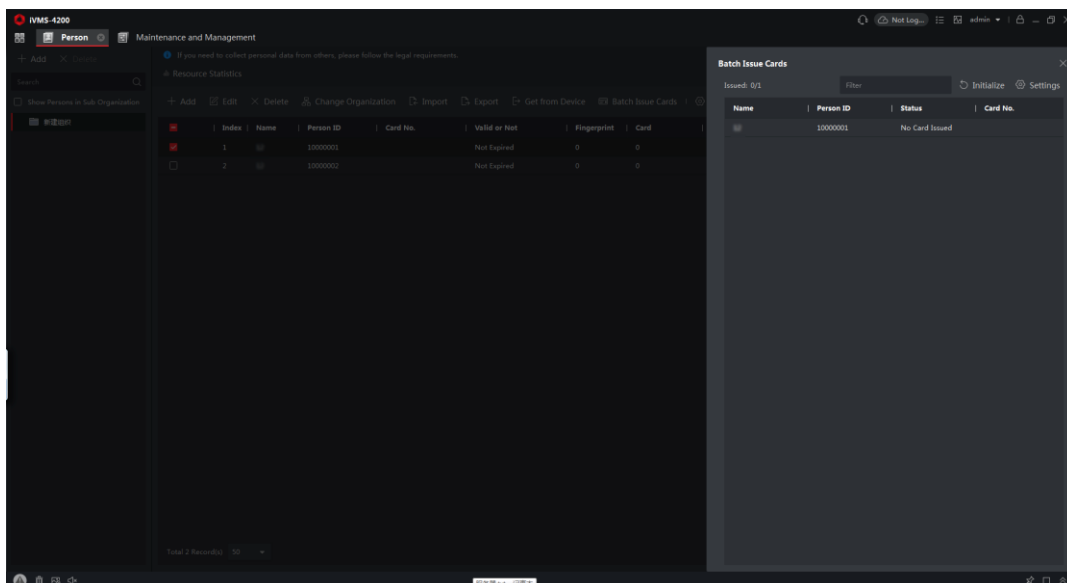 iVMS-4200
Not Log... admin
Person Maintenance and Management
+ Add × Delete
If you need to collect personal data from others, please follow the legal requirements.
Resource Statistics
Search
Show Persons in Sub Organization
+ Add Edit × Delete Change Organization Import Export Get from Device Batch Issue Cards
Index Name Person ID Card No. Valid or Not Fingerprint Card
1 10000001 Not Expired 0 0
2 10000002 Not Expired 0 0
Total 2 Record(s) 50
Batch Issue Cards
Issued: 0/1 Filter Initialize Settings
Name Person ID Status Card No.
10000001 No Card Issued